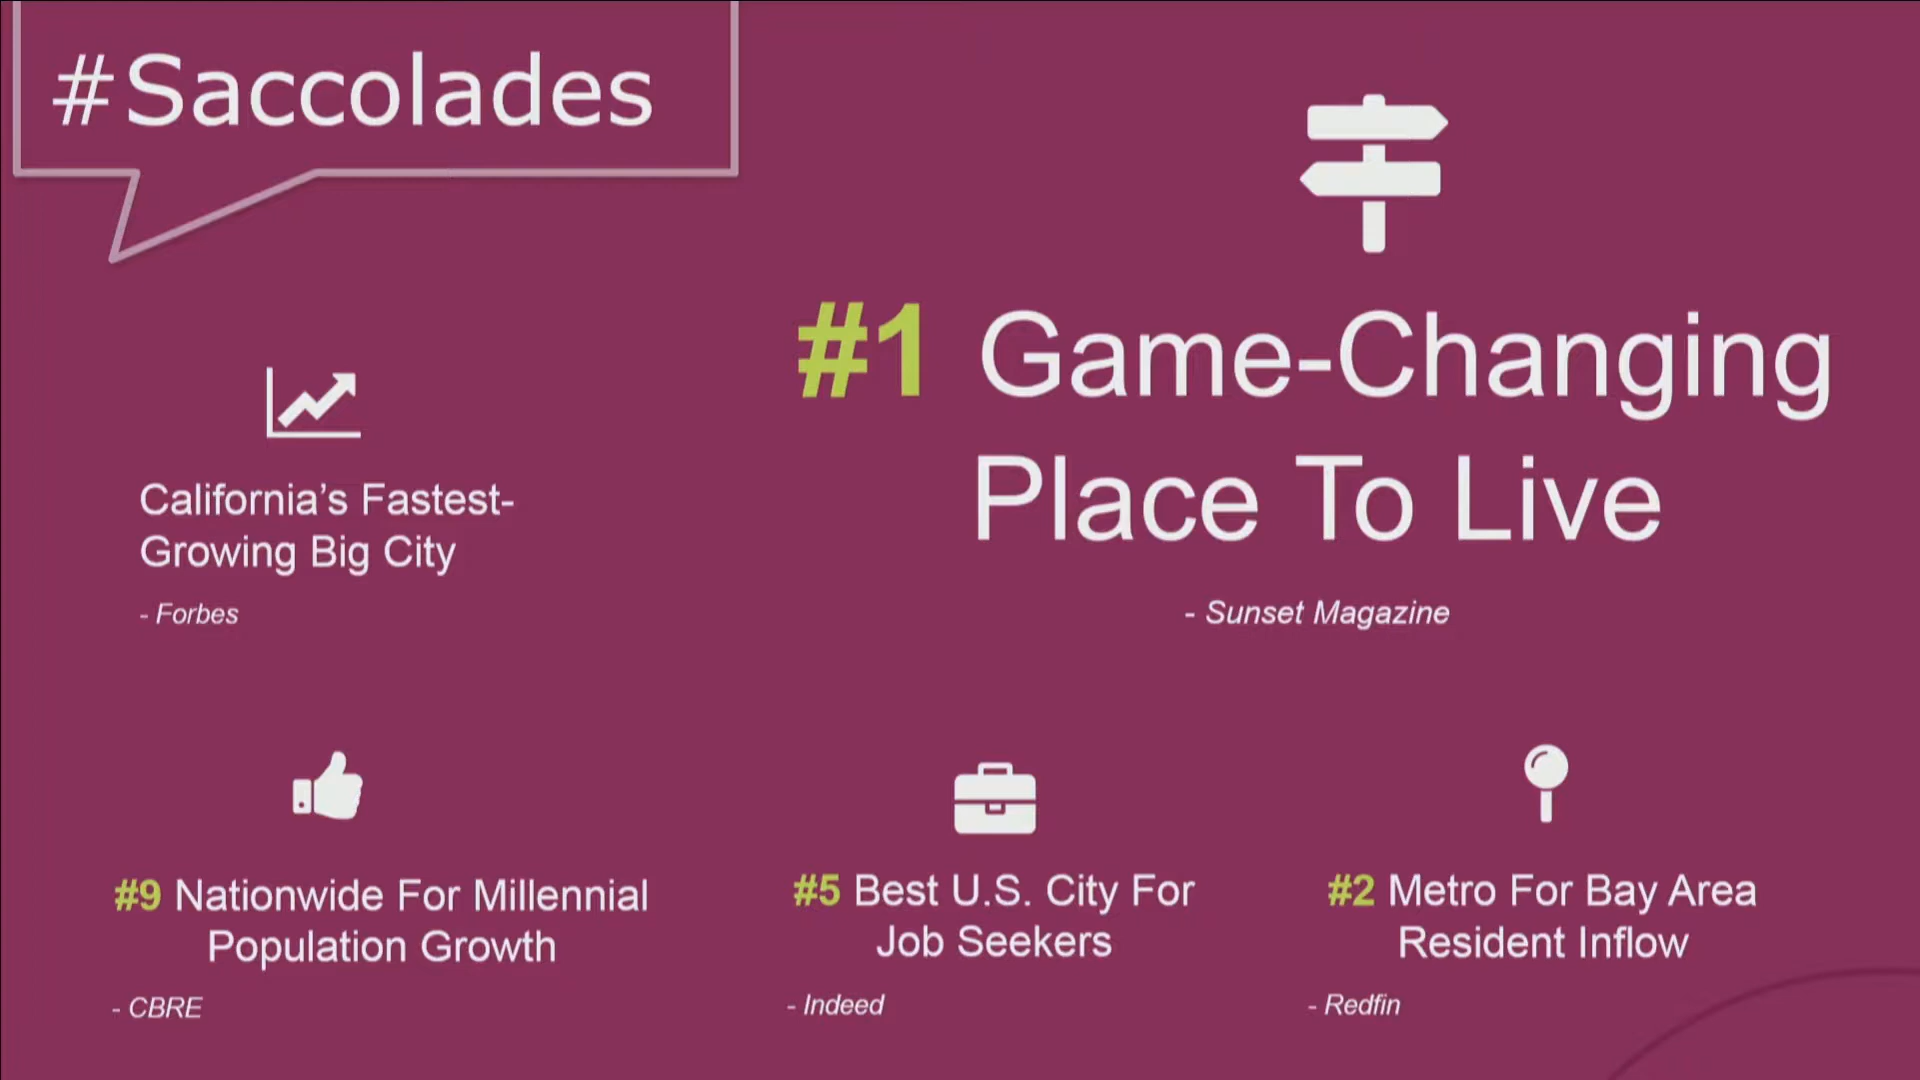 #Saccolades
#1 Game-Changing
Place To Live
- Sunset Magazine
California’s Fastest-
Growing Big City
- Forbes
#9 Nationwide For Millennial
Population Growth
- CBRE
#5 Best U.S. City For
Job Seekers
- Indeed
#2 Metro For Bay Area
Resident Inflow
- Redfin